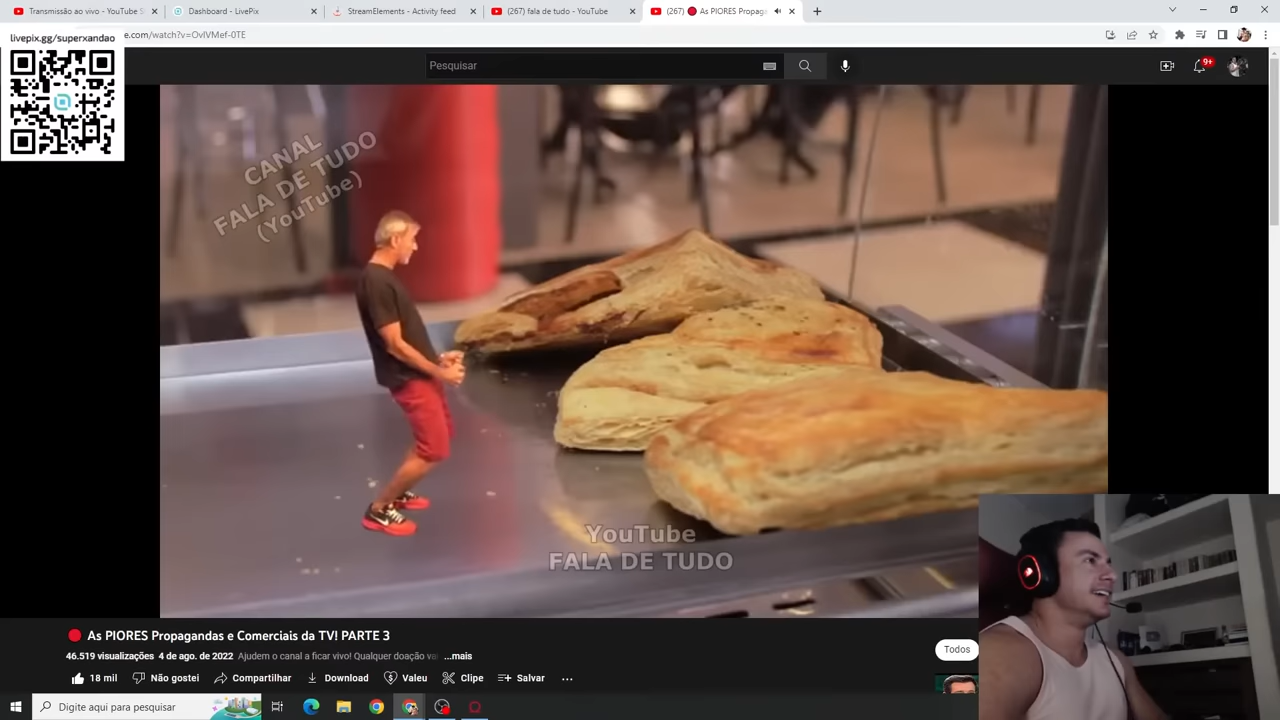 Transmissão ao vivo - YouTube S
Dashboard - LivePix
StreamElements - Activity feed
(267) fala de tudo - YouTube
(267) 🔴 As PIORES Propaga
livepix.gg/superxandao
e.com/watch?v=OvlVMef-0TE
Pesquisar
9+
CANAL
FALA DE TUDO
(YouTube)
YouTube
FALA DE TUDO
🔴 As PIORES Propagandas e Comerciais da TV! PARTE 3
46.519 visualizações 4 de ago. de 2022 Ajudem o canal a ficar vivo! Qualquer doação va ...mais
Todos
18 mil Não gostei Compartilhar Download Valeu Clipe Salvar
Digite aqui para pesquisar